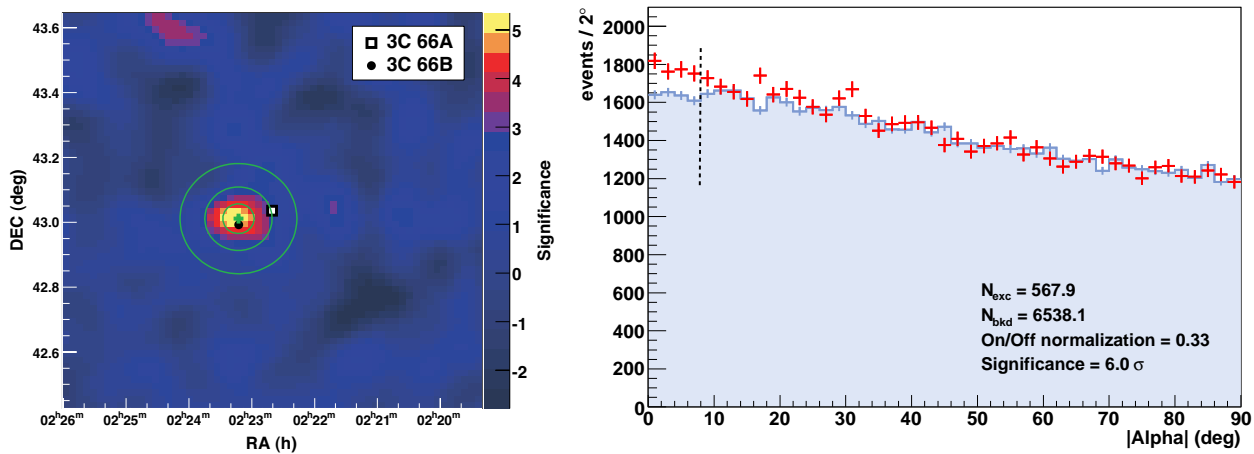 43.6
43.4
43.2
43.0
42.8
42.6
DEC (deg)
3C 66A
3C 66B
02ʰ26ᵐ 02ʰ25ᵐ 02ʰ24ᵐ 02ʰ23ᵐ 02ʰ22ᵐ 02ʰ21ᵐ 02ʰ20ᵐ
RA (h)
5
4
3
2
1
0
-1
-2
Significance
events / 2°
2000
1800
1600
1400
1200
1000
800
600
400
200
0
N_exc = 567.9
N_bkd = 6538.1
On/Off normalization = 0.33
Significance = 6.0 σ
0 10 20 30 40 50 60 70 80 90
|Alpha| (deg)